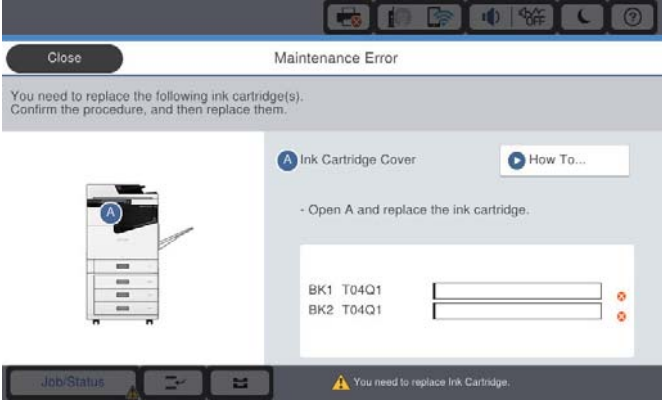 OFF
Close
Maintenance Error
You need to replace the following ink cartridge(s).
Confirm the procedure, and then replace them.
A Ink Cartridge Cover
How To...
A
- Open A and replace the ink cartridge.
BK1 T04Q1
BK2 T04Q1
Job/Status
You need to replace Ink Cartridge.